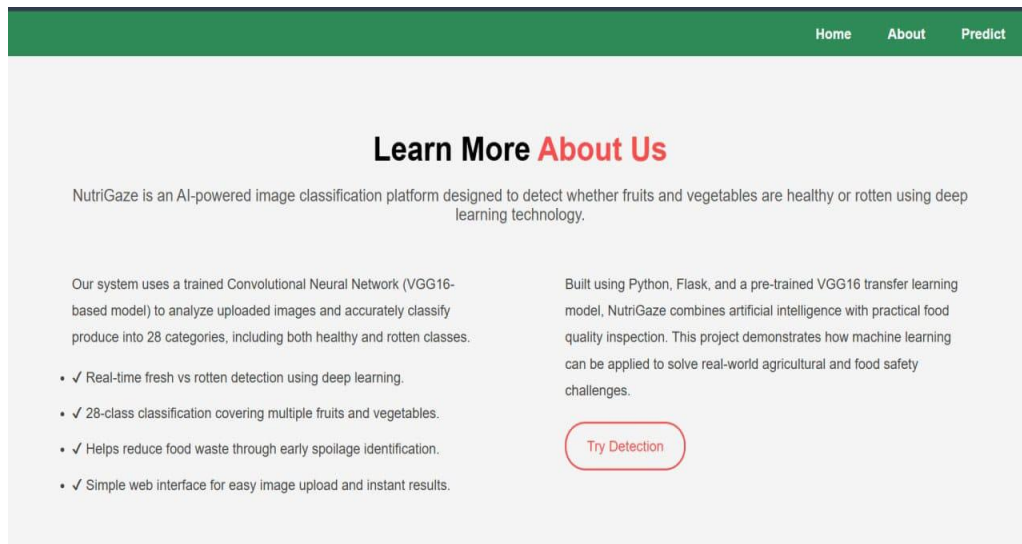 Home About Predict
Learn More About Us
NutriGaze is an AI-powered image classification platform designed to detect whether fruits and vegetables are healthy or rotten using deep
learning technology.
Our system uses a trained Convolutional Neural Network (VGG16-
based model) to analyze uploaded images and accurately classify
produce into 28 categories, including both healthy and rotten classes.
• ✓ Real-time fresh vs rotten detection using deep learning.
• ✓ 28-class classification covering multiple fruits and vegetables.
• ✓ Helps reduce food waste through early spoilage identification.
• ✓ Simple web interface for easy image upload and instant results.
Built using Python, Flask, and a pre-trained VGG16 transfer learning
model, NutriGaze combines artificial intelligence with practical food
quality inspection. This project demonstrates how machine learning
can be applied to solve real-world agricultural and food safety
challenges.
Try Detection